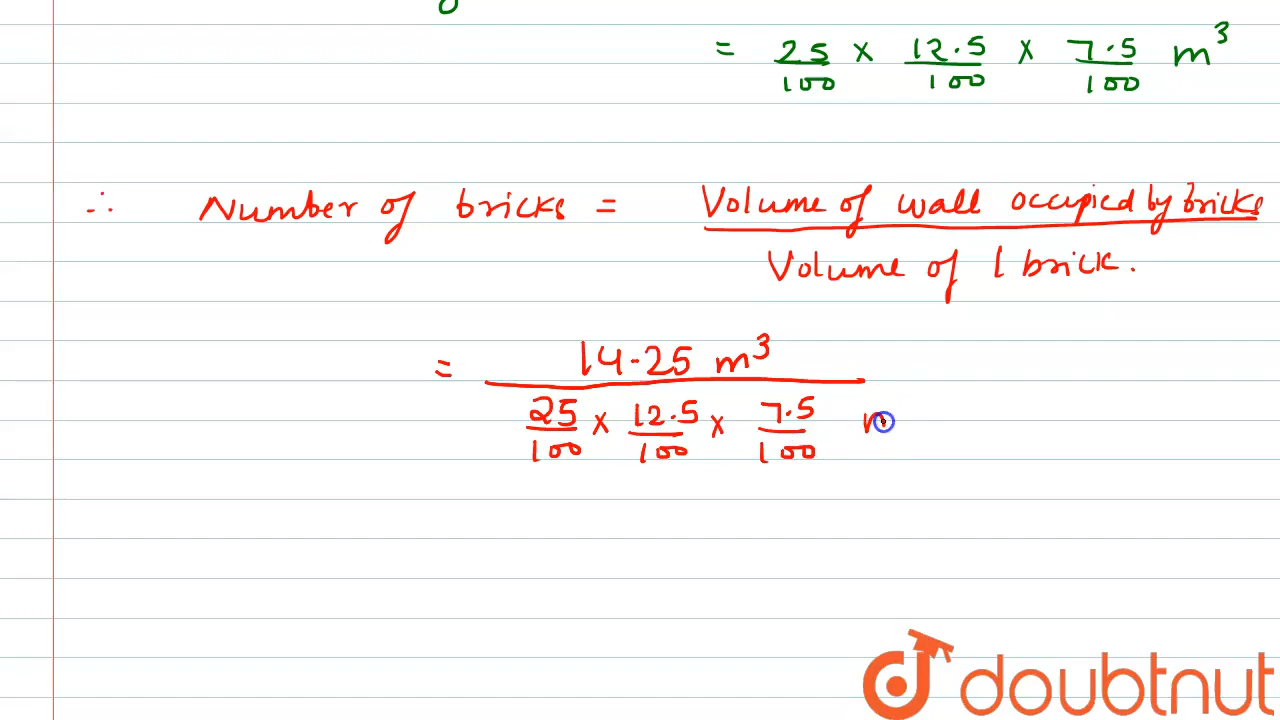 = 25/100 × 12.5/100 × 7.5/100 m³
∴ Number of bricks = Volume of wall occupied by bricks / Volume of 1 brick.
= 14.25 m³ / 25/100 × 12.5/100 × 7.5/100
doubtnut